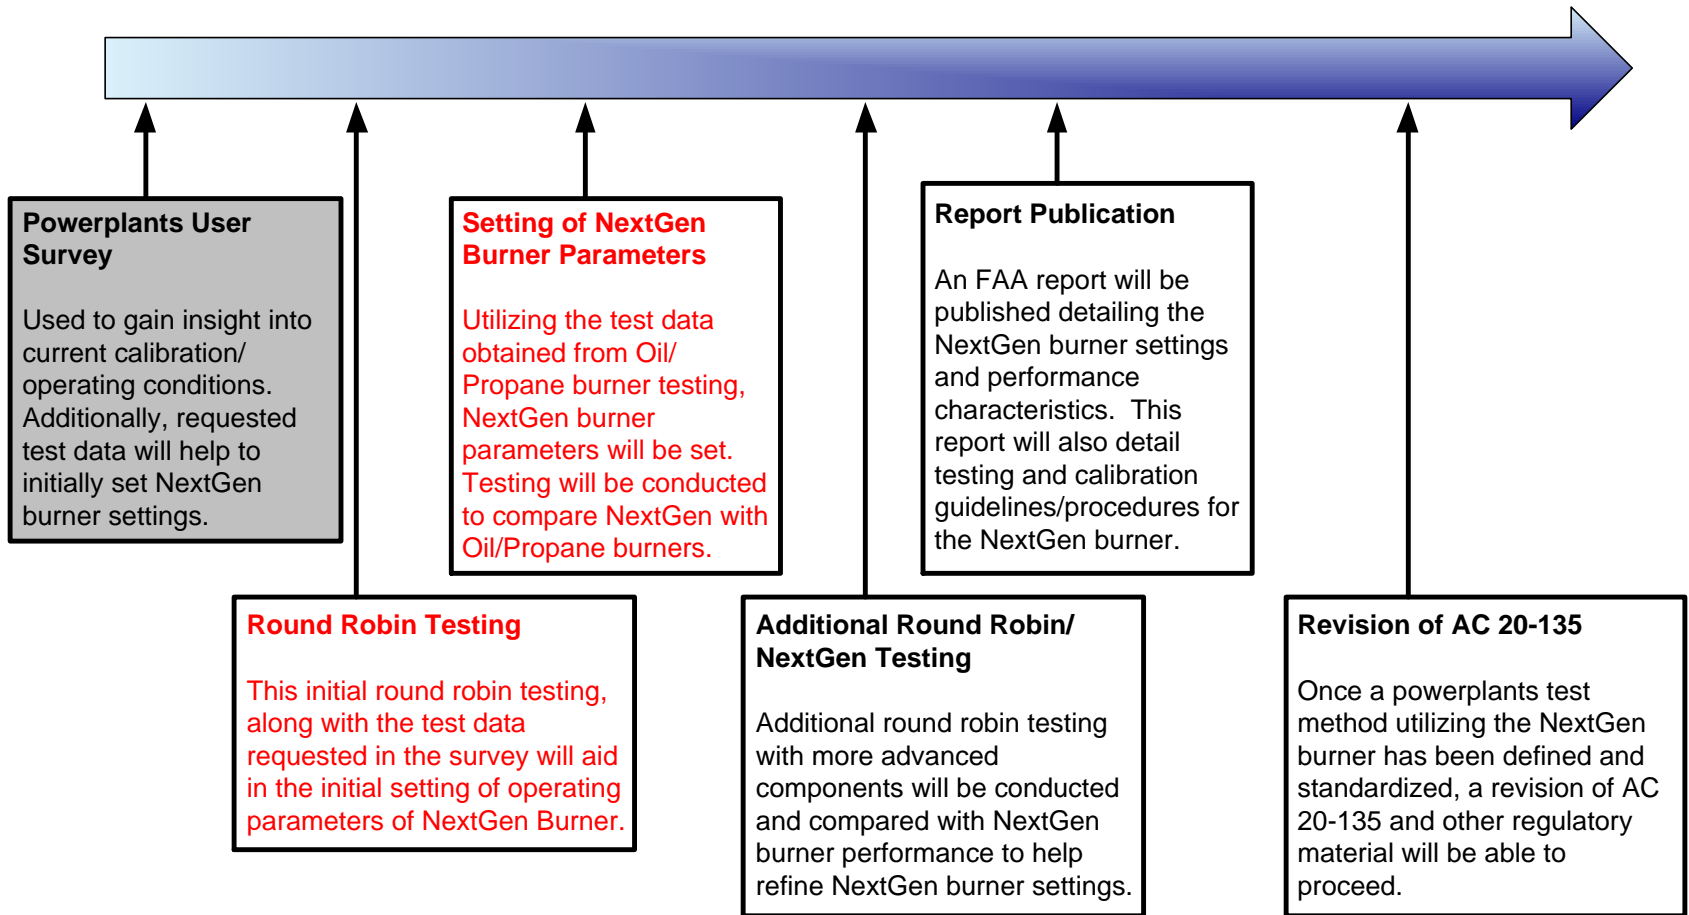 Powerplants User
Survey
Used to gain insight into
current calibration/
operating conditions.
Additionally, requested
test data will help to
initially set NextGen
burner settings.
Round Robin Testing
This initial round robin testing,
along with the test data
requested in the survey will aid
in the initial setting of operating
parameters of NextGen Burner.
Setting of NextGen
Burner Parameters
Utilizing the test data
obtained from Oil/
Propane burner testing,
NextGen burner
parameters will be set.
Testing will be conducted
to compare NextGen with
Oil/Propane burners.
Additional Round Robin/
NextGen Testing
Additional round robin testing
with more advanced
components will be conducted
and compared with NextGen
burner performance to help
refine NextGen burner settings.
Report Publication
An FAA report will be
published detailing the
NextGen burner settings
and performance
characteristics.  This
report will also detail
testing and calibration
guidelines/procedures for
the NextGen burner.
Revision of AC 20-135
Once a powerplants test
method utilizing the NextGen
burner has been defined and
standardized, a revision of AC
20-135 and other regulatory
material will be able to
proceed.